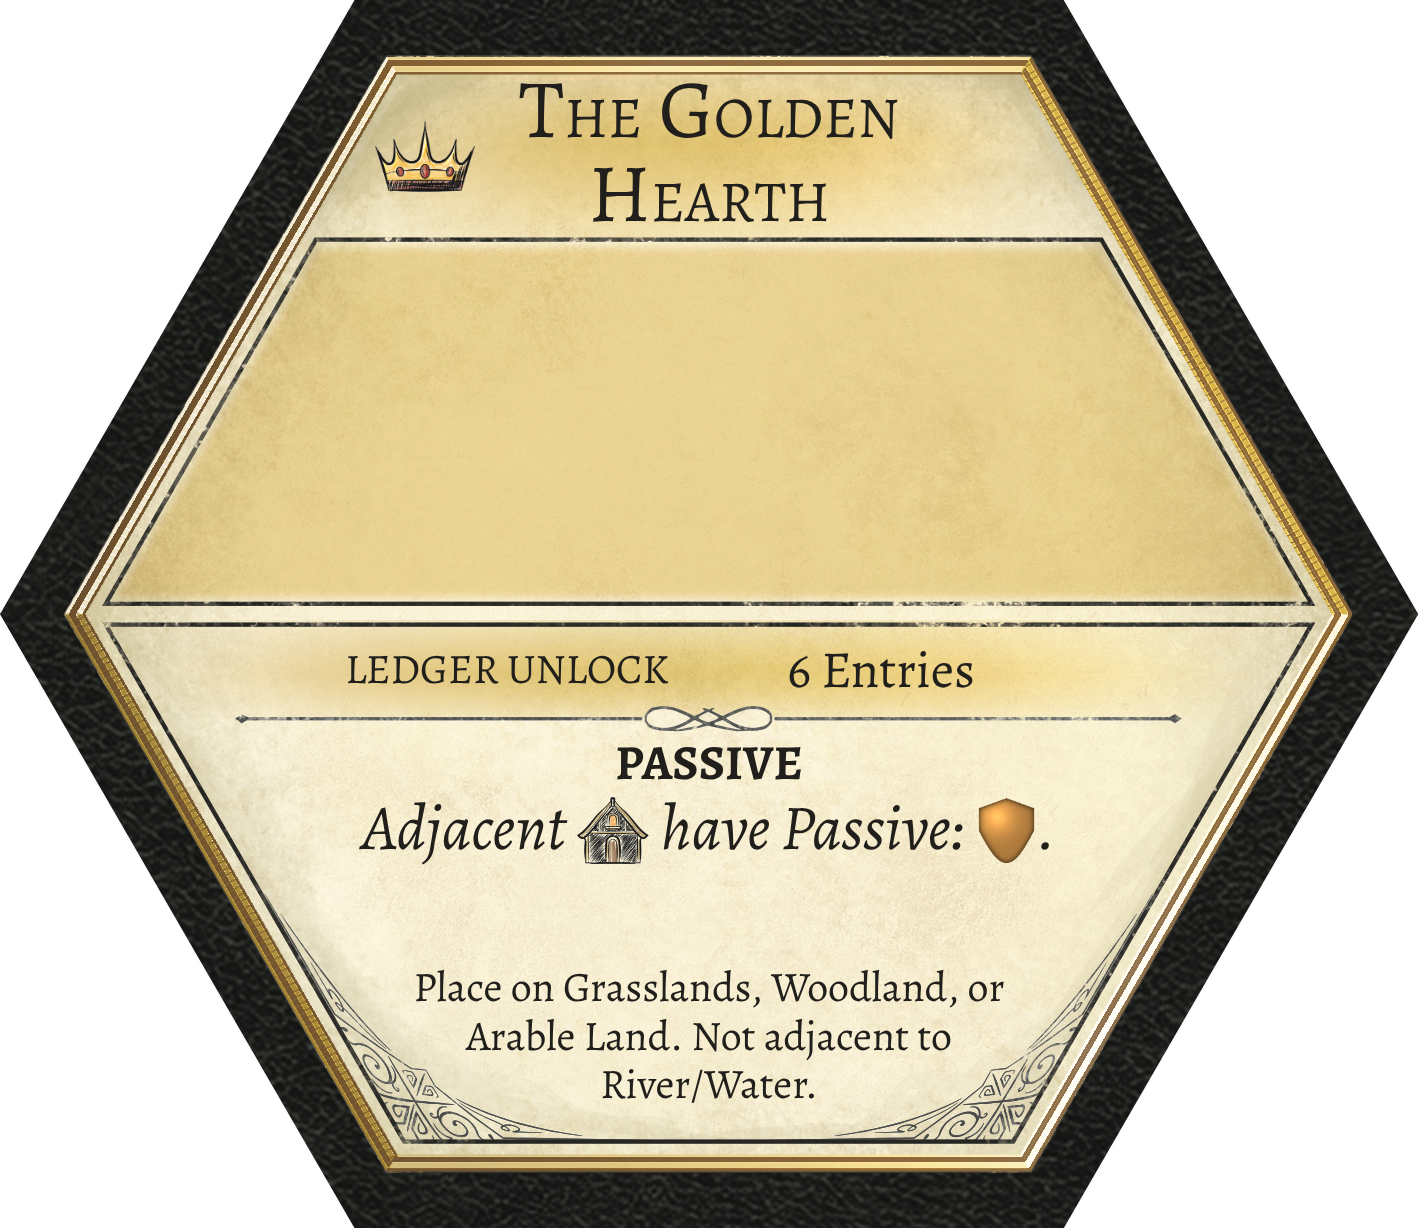 The Golden
Hearth
LEDGER UNLOCK 6 Entries
PASSIVE
Adjacent have Passive: .
Place on Grasslands, Woodland, or
Arable Land. Not adjacent to
River/Water.